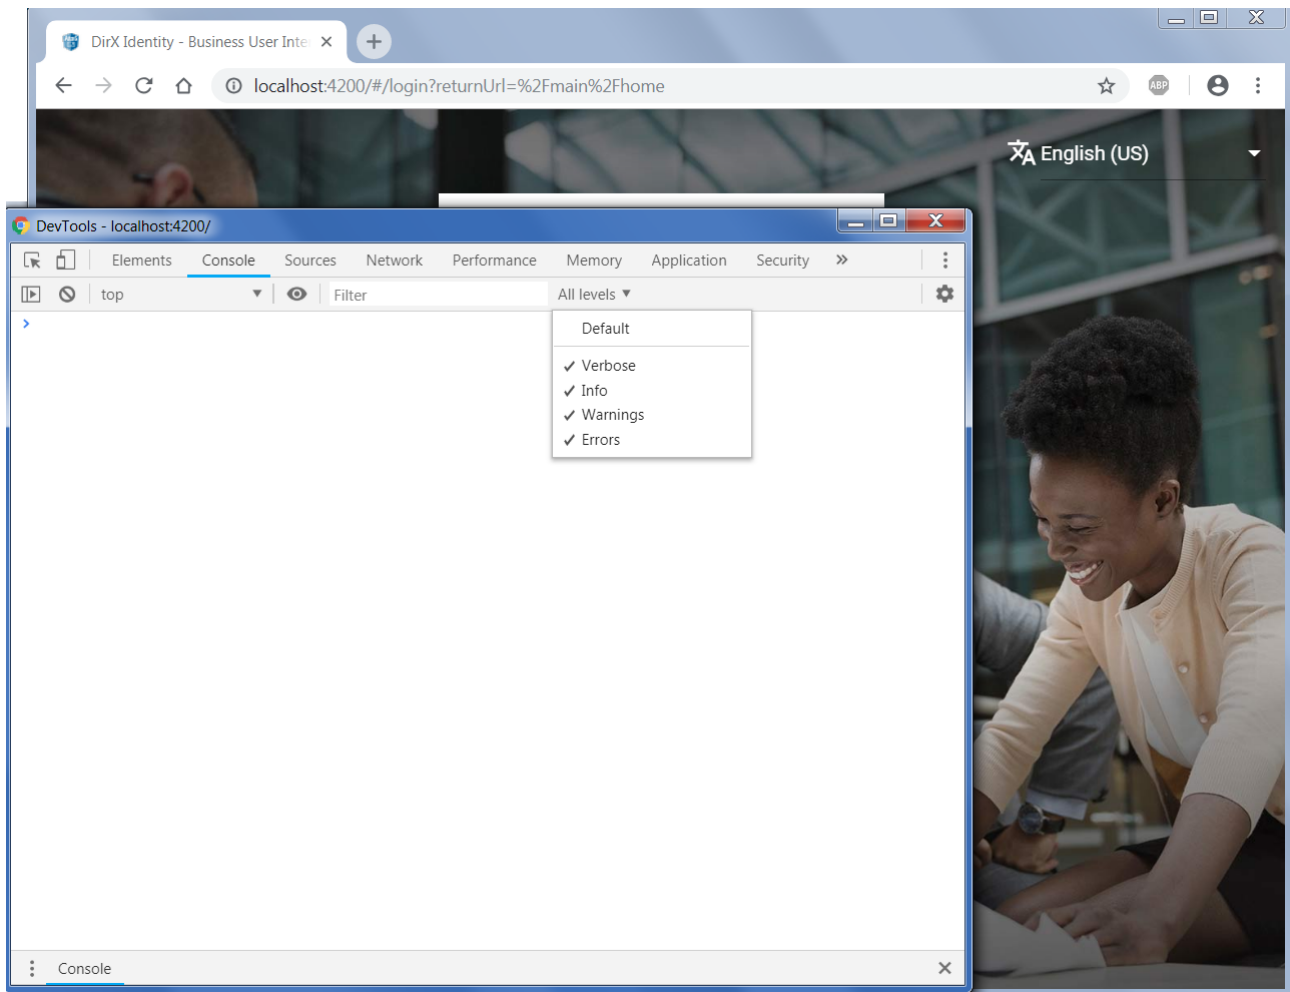 DirX Identity - Business User Inte
localhost:4200/#/login?returnUrl=%2Fmain%2Fhome
ABP
English (US)
DevTools - localhost:4200/
Elements Console Sources Network Performance Memory Application Security »
top Filter All levels
Default
Verbose
Info
Warnings
Errors
Console